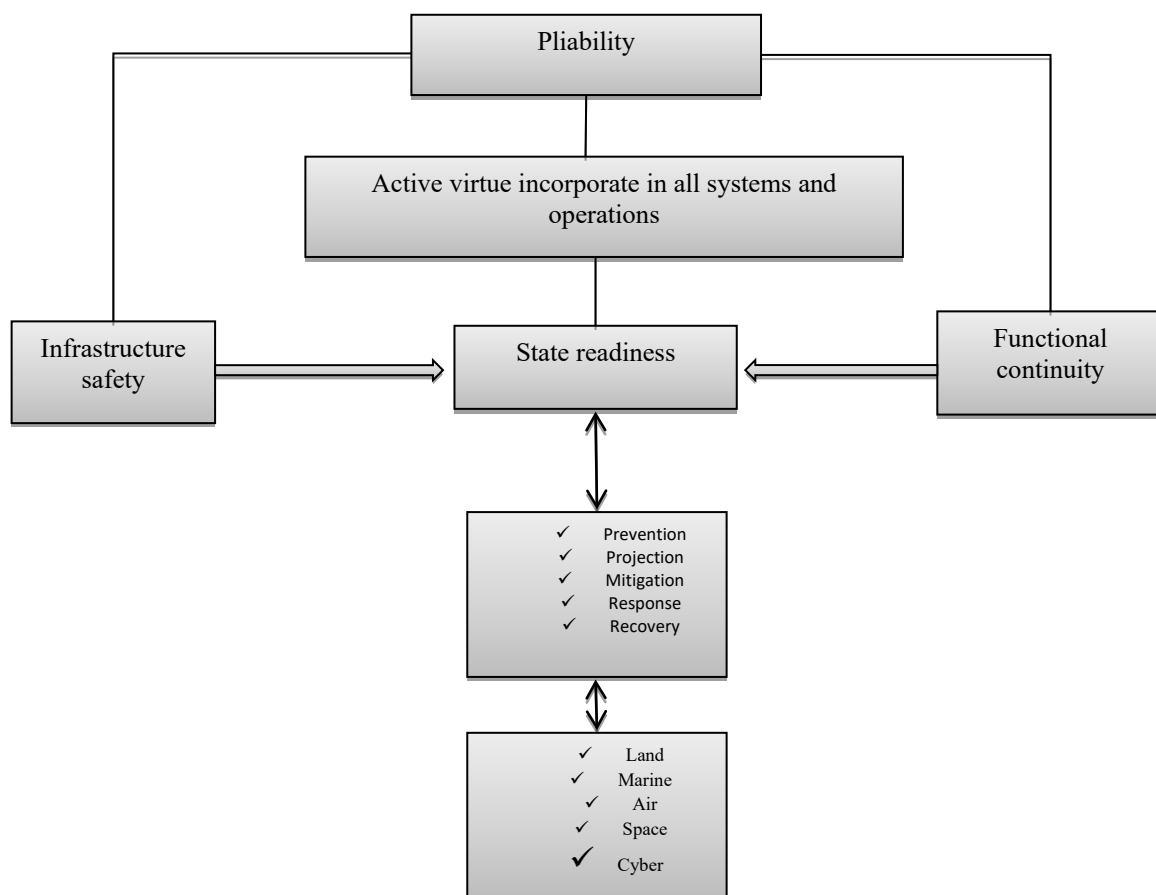 Pliability
Active virtue incorporate in all systems and
operations
Infrastructure
safety
State readiness
Functional
continuity
✓ Prevention
✓ Projection
✓ Mitigation
✓ Response
✓ Recovery
✓ Land
✓ Marine
✓ Air
✓ Space
✓ Cyber